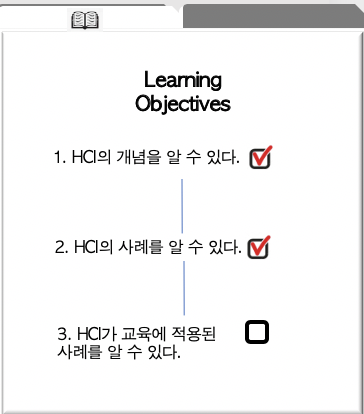 Learning
Objectives
1. HCI의 개념을 알 수 있다.
2. HCI의 사례를 알 수 있다.
3. HCI가 교육에 적용된
사례를 알 수 있다.